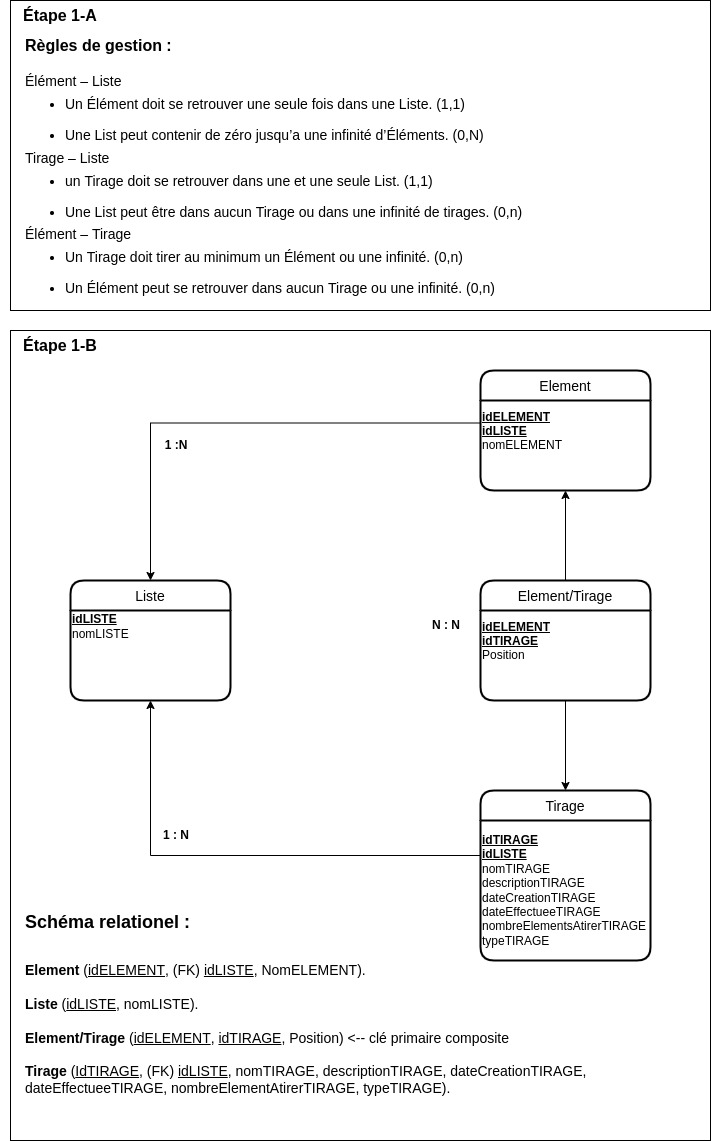 Étape 1-A
Règles de gestion :
Élément – Liste
• Un Élément doit se retrouver une seule fois dans une Liste. (1,1)
• Une List peut contenir de zéro jusqu’a une infinité d’Éléments. (0,N)
Tirage – Liste
• un Tirage doit se retrouver dans une et une seule List. (1,1)
• Une List peut être dans aucun Tirage ou dans une infinité de tirages. (0,n)
Élément – Tirage
• Un Tirage doit tirer au minimum un Élément ou une infinité. (0,n)
• Un Élément peut se retrouver dans aucun Tirage ou une infinité. (0,n)
Étape 1-B
Element
idELEMENT
idLISTE
nomELEMENT
1 :N
Liste
idLISTE
nomLISTE
Element/Tirage
idELEMENT
idTIRAGE
Position
N : N
Tirage
idTIRAGE
idLISTE
nomTIRAGE
descriptionTIRAGE
dateCreationTIRAGE
dateEffectueeTIRAGE
nombreElementsAtirerTIRAGE
typeTIRAGE
1 : N
Schéma relationel :
Element (idELEMENT, (FK) idLISTE, NomELEMENT).
Liste (idLISTE, nomLISTE).
Element/Tirage (idELEMENT, idTIRAGE, Position) <-- clé primaire composite
Tirage (IdTIRAGE, (FK) idLISTE, nomTIRAGE, descriptionTIRAGE, dateCreationTIRAGE,
dateEffectueeTIRAGE, nombreElementAtirerTIRAGE, typeTIRAGE).